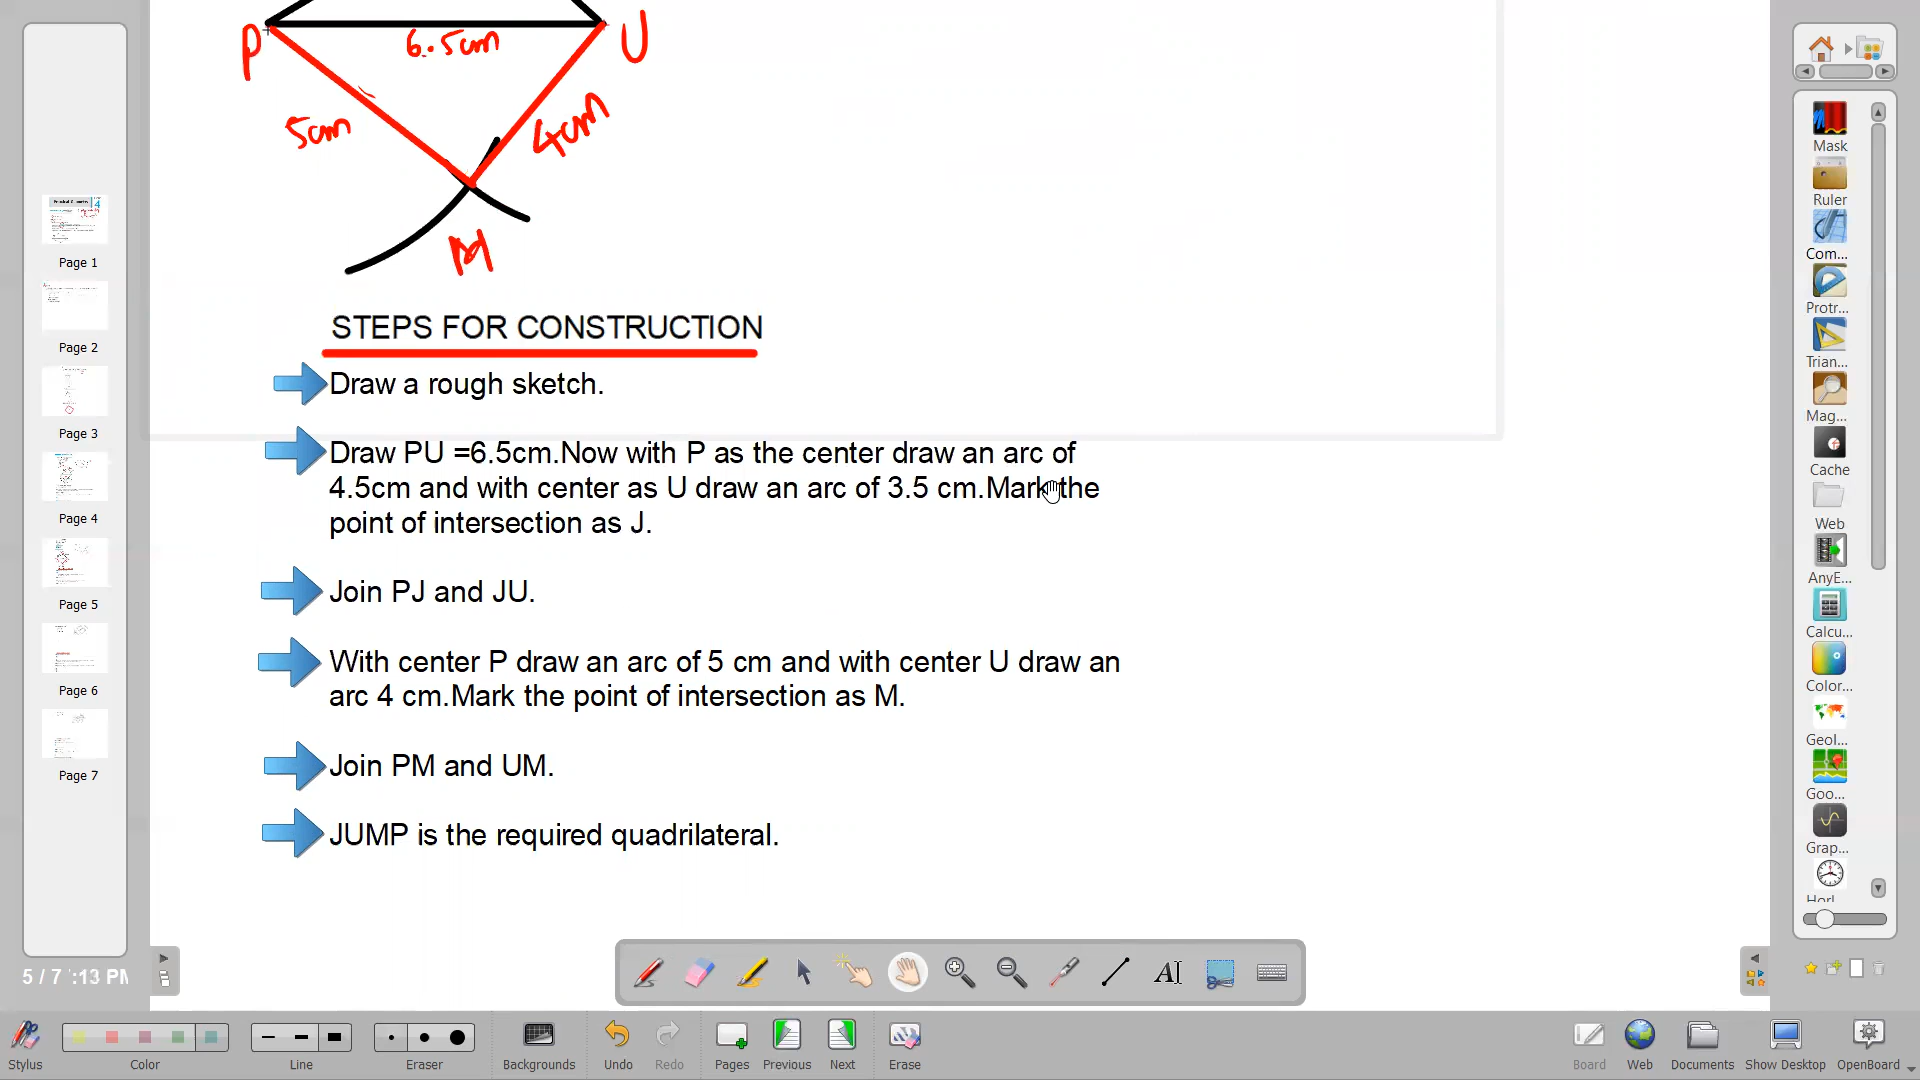 P
6.5cm
U
5cm
4cm
M
STEPS FOR CONSTRUCTION
Draw a rough sketch.
Draw PU =6.5cm.Now with P as the center draw an arc of
4.5cm and with center as U draw an arc of 3.5 cm.Mark the
point of intersection as J.
Join PJ and JU.
With center P draw an arc of 5 cm and with center U draw an
arc 4 cm.Mark the point of intersection as M.
Join PM and UM.
JUMP is the required quadrilateral.
Page 1
Page 2
Page 3
Page 4
Page 5
Page 6
Page 7
5 / 7
:13 PM
Mask
Ruler
Com...
Protr...
Trian...
Mag...
Cache
Web
AnyE...
Calcu...
Color...
Geol...
Goo...
Grap...
Horl
Stylus
Color
Line
Eraser
Backgrounds
Undo
Redo
Pages
Previous
Next
Erase
Board
Web
Documents
Show Desktop
OpenBoard